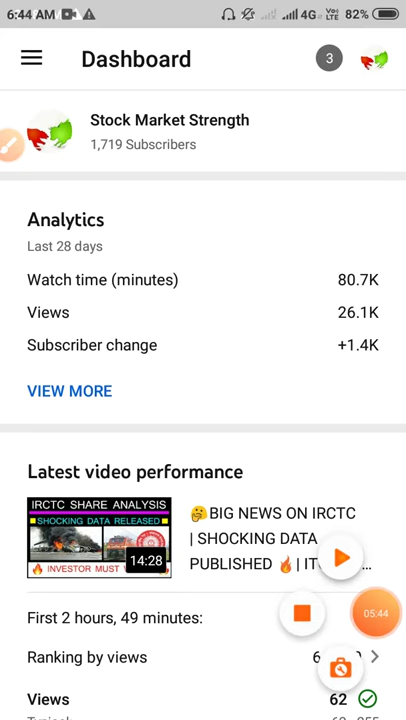 6:44 AM
4G
Vo
LTE
82%
Dashboard
3
Stock Market Strength
1,719 Subscribers
Analytics
Last 28 days
Watch time (minutes) 80.7K
Views 26.1K
Subscriber change +1.4K
VIEW MORE
Latest video performance
IRCTC SHARE ANALYSIS
SHOCKING DATA RELEASED
14:28
INVESTOR MUST
🤔BIG NEWS ON IRCTC
| SHOCKING DATA
PUBLISHED 🔥|
First 2 hours, 49 minutes:
05:44
Ranking by views
Views 62